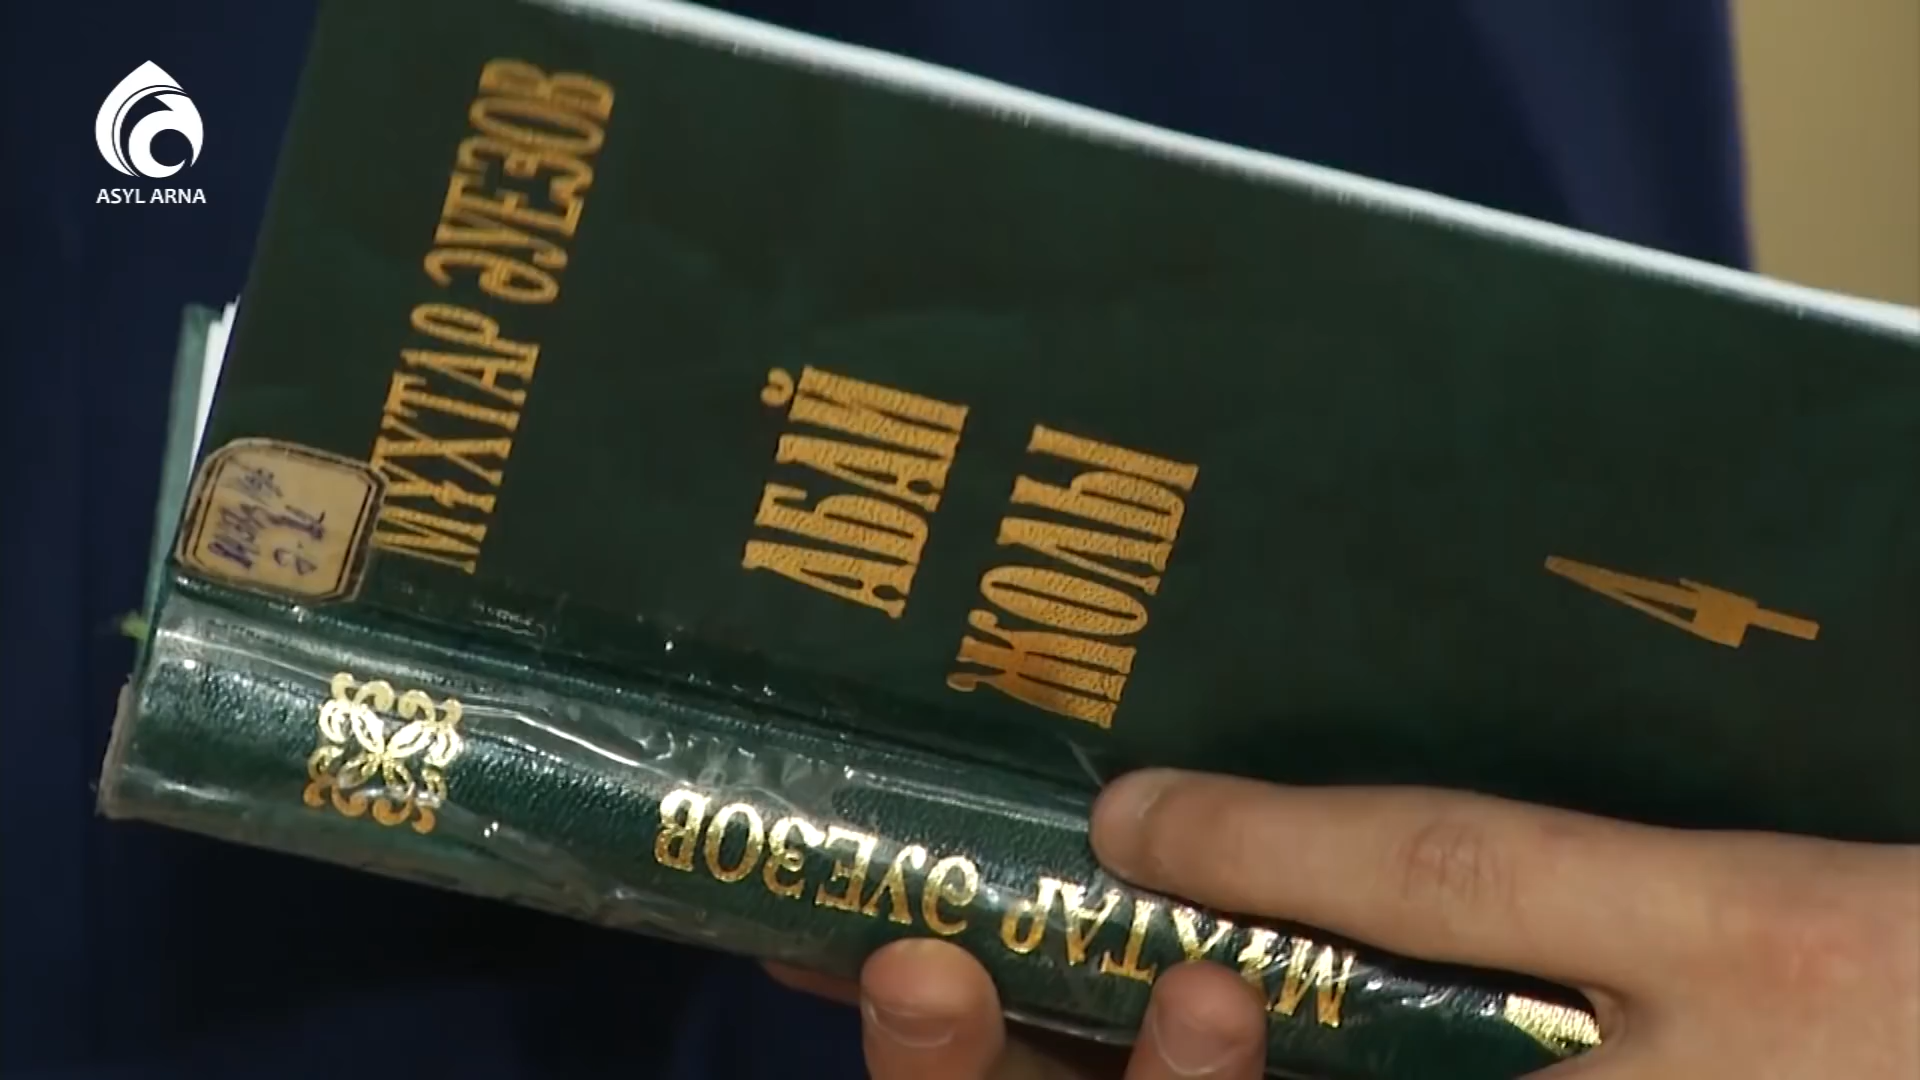 ASYL ARNA
МҰХТАР ӘУЕЗОВ
АБАЙ
ЖОЛЫ
4
МҰХТАР ӘУЕЗОВ